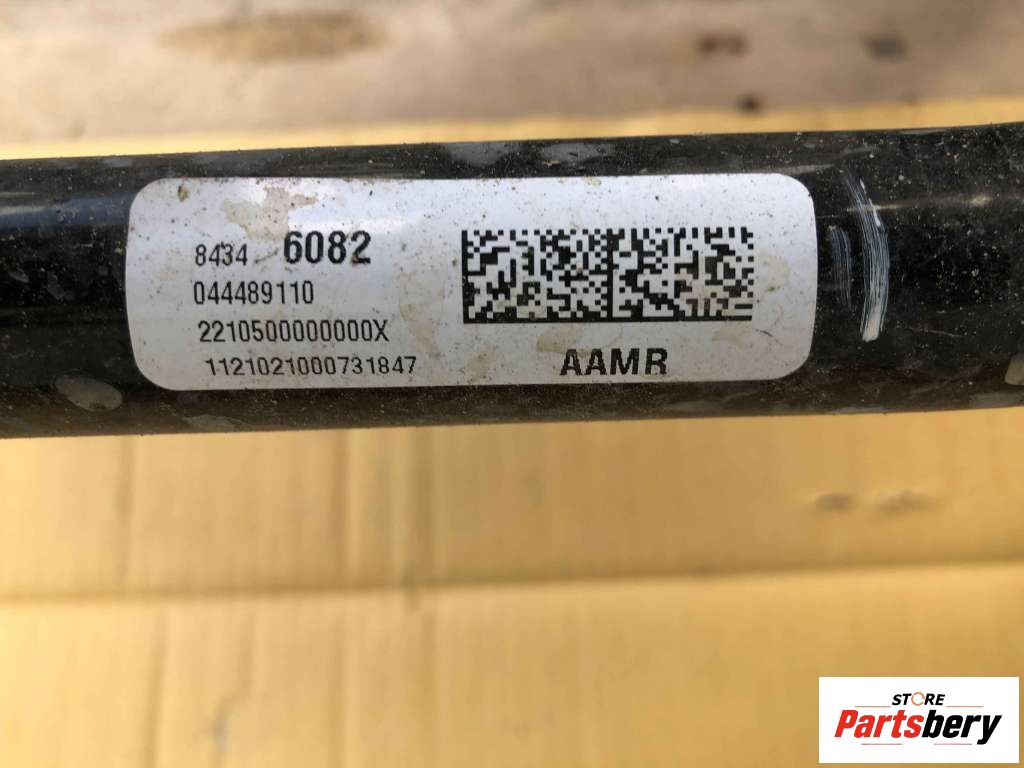 8434 6082
044489110
2210500000000X
1121021000731847
AAMR
STORE
Partsbery